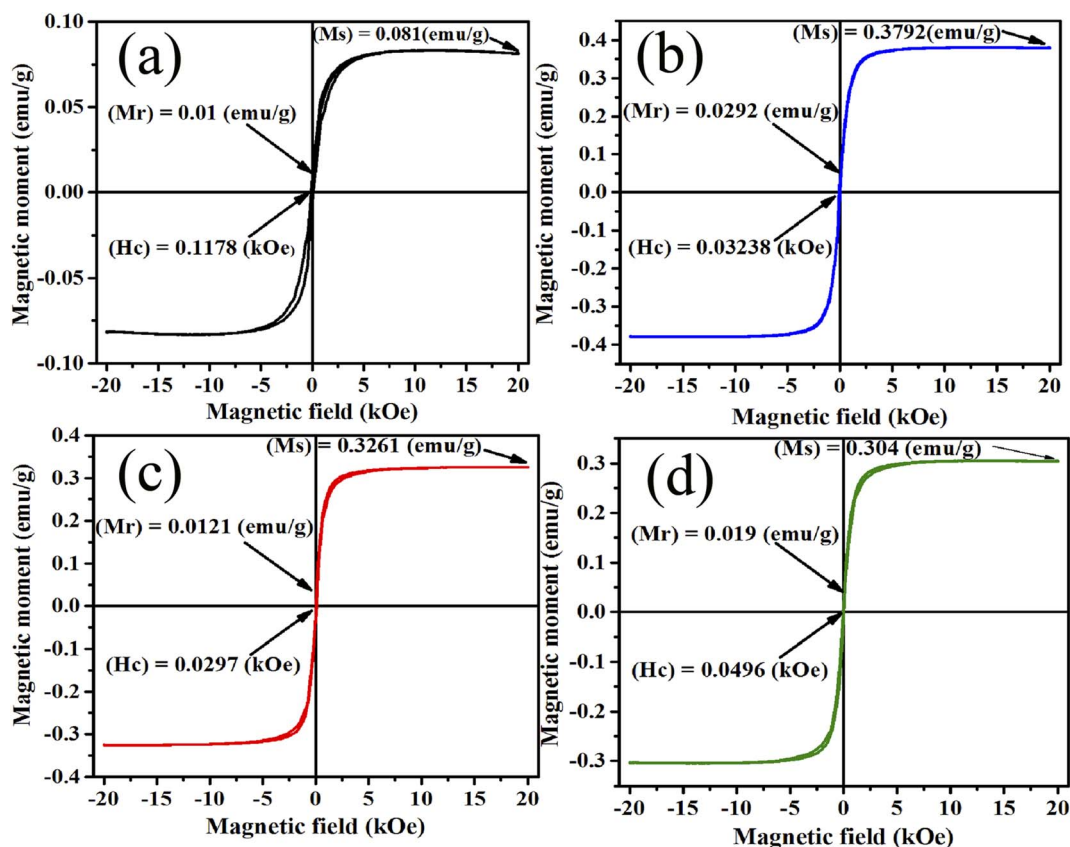 (a)
(Ms) = 0.081(emu/g)
(Mr) = 0.01 (emu/g)
(Hc) = 0.1178 (kOe)
Magnetic moment (emu/g)
0.10
0.05
0.00
-0.05
-0.10
-20 -15 -10 -5 0 5 10 15 20
Magnetic field (kOe)
(b)
(Ms) = 0.3792(emu/g)
(Mr) = 0.0292 (emu/g)
(Hc) = 0.03238 (kOe)
Magnetic moment (emu/g)
0.4
0.3
0.2
0.1
0.0
-0.1
-0.2
-0.3
-0.4
-20 -15 -10 -5 0 5 10 15 20
Magnetic field (kOe)
(c)
(Ms) = 0.3261 (emu/g)
(Mr) = 0.0121 (emu/g)
(Hc) = 0.0297 (kOe)
Magnetic moment (emu/g)
0.4
0.3
0.2
0.1
0.0
-0.1
-0.2
-0.3
-0.4
-20 -15 -10 -5 0 5 10 15 20
Magnetic field (kOe)
(d)
(Ms) = 0.304 (emu/g)
(Mr) = 0.019 (emu/g)
(Hc) = 0.0496 (kOe)
Magnetic moment (emu/g)
0.3
0.2
0.1
0.0
-0.1
-0.2
-0.3
-20 -15 -10 -5 0 5 10 15 20
Magnetic field (kOe)